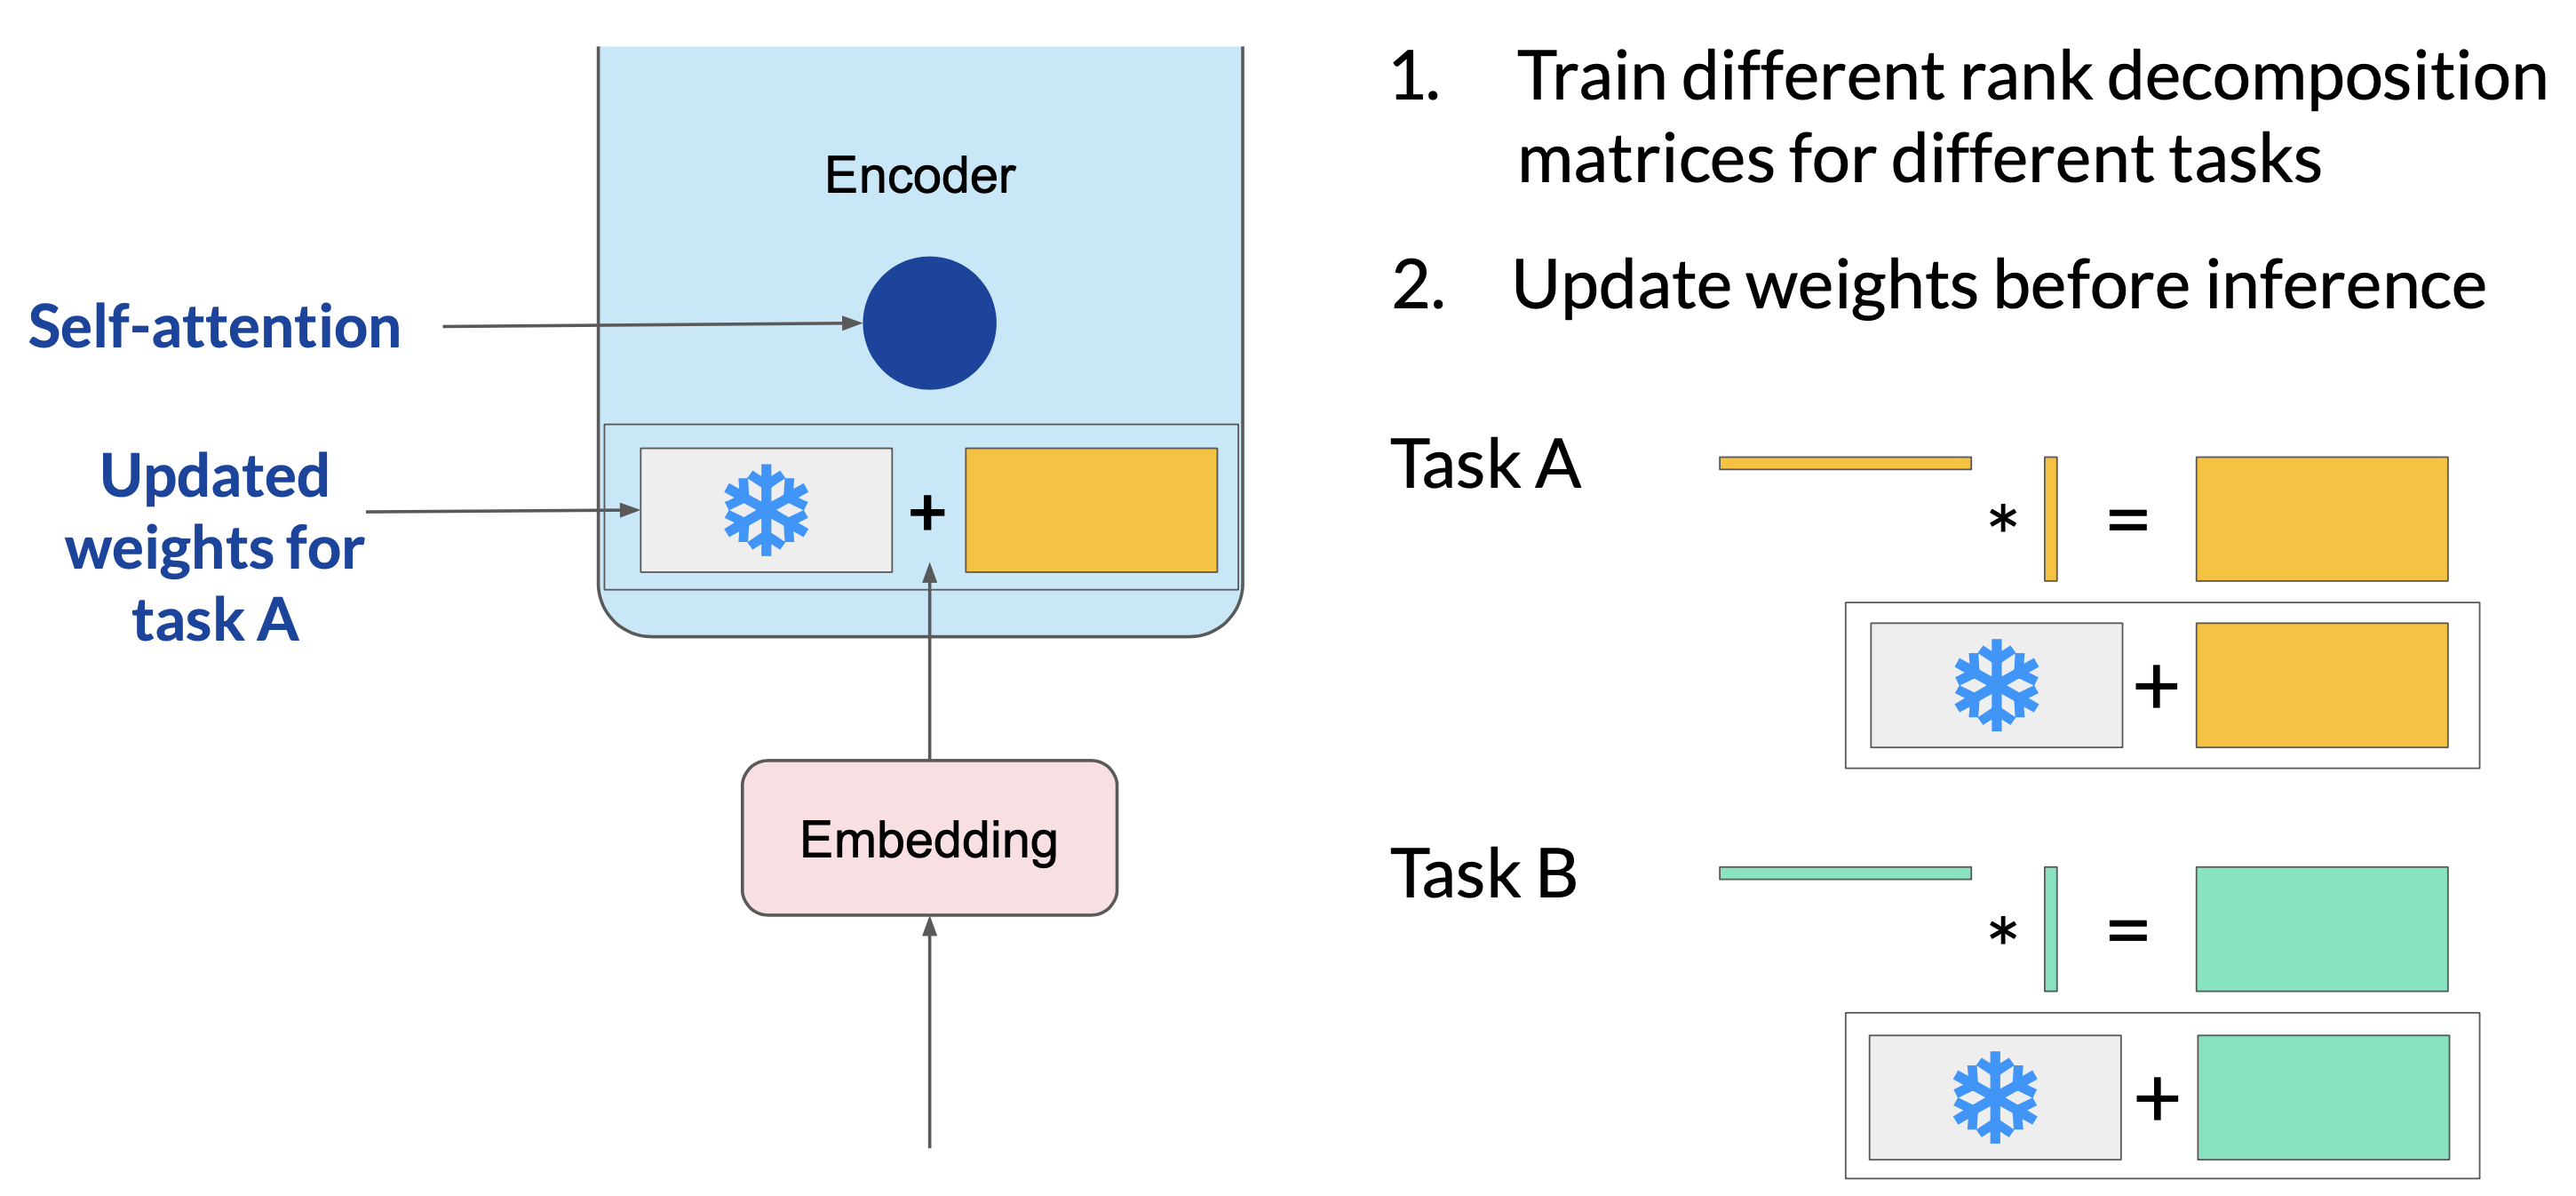 Encoder
Self-attention
Updated
weights for
task A
+
Embedding
1. Train different rank decomposition
matrices for different tasks
2. Update weights before inference
Task A
* =
+
Task B
* =
+